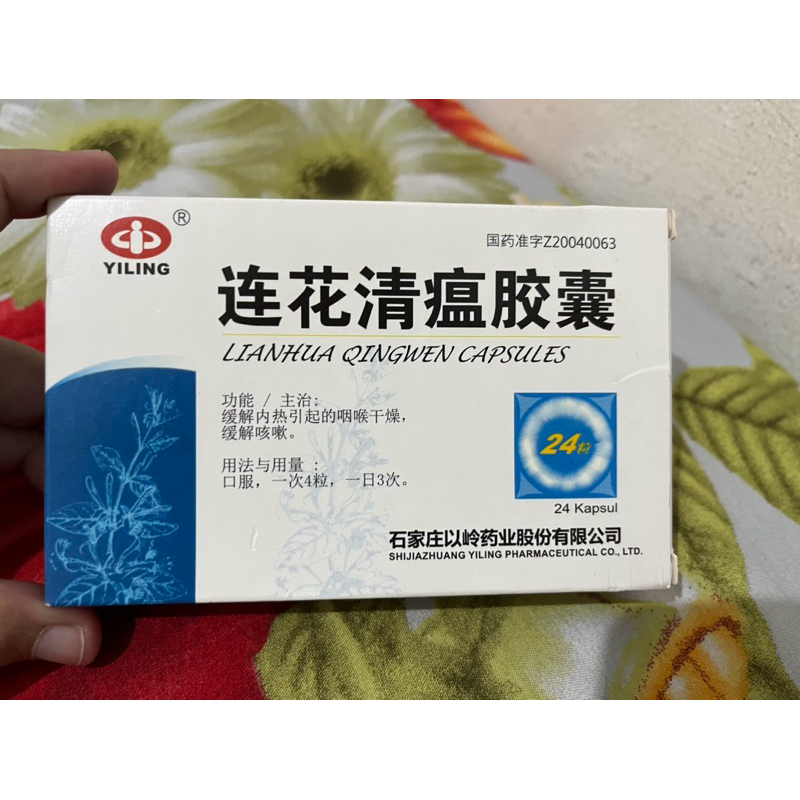 YILING
®
国药准字Z20040063
连花清瘟胶囊
LIANHUA QINGWEN CAPSULES
功能 / 主治:
缓解内热引起的咽喉干燥,
缓解咳嗽。
用法与用量 :
口服,一次4粒,一日3次。
24粒
24 Kapsul
石家庄以岭药业股份有限公司
SHIJIAZHUANG YILING PHARMACEUTICAL CO., LTD.